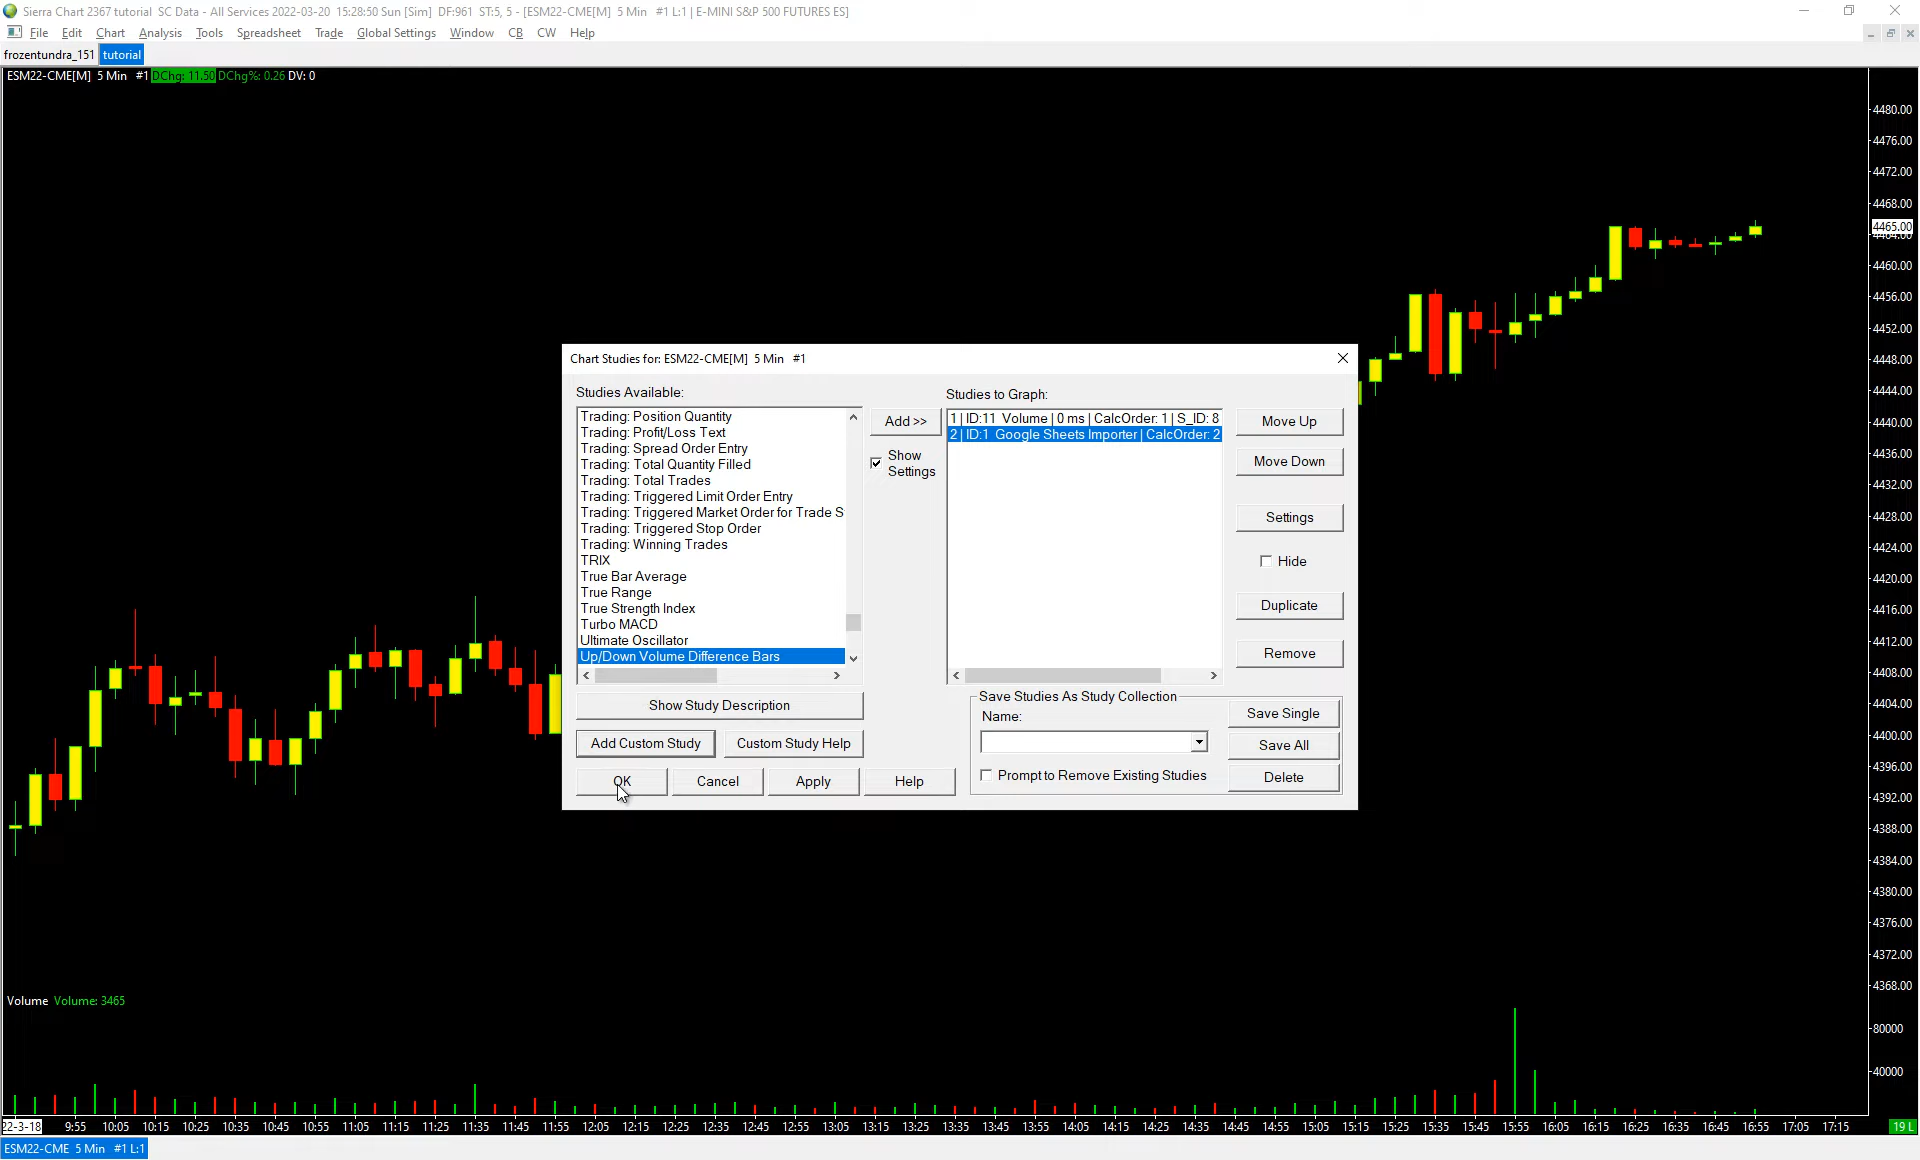 Sierra Chart 2367 tutorial  SC Data - All Services 2022-03-20  15:28:50 Sun [Sim]  DF:961  ST:5, 5 - [ESM22-CME[M]  5 Min  #1 L:1 | E-MINI S&P 500 FUTURES ES]
File Edit Chart Analysis Tools Spreadsheet Trade Global Settings Window CB CW Help
frozentundra_151 tutorial
ESM22-CME[M]  5 Min  #1 DChg: 11.50 DChg%: 0.26 DV: 0
4480.00
4476.00
4472.00
4468.00
4465.00
4460.00
4456.00
4452.00
4448.00
4444.00
4440.00
4436.00
4432.00
4428.00
4424.00
4420.00
4416.00
4412.00
4408.00
4404.00
4400.00
4396.00
4392.00
4388.00
4384.00
4380.00
4376.00
4372.00
4368.00
80000
40000
Chart Studies for: ESM22-CME[M]  5 Min  #1
Studies Available:
Trading: Position Quantity
Trading: Profit/Loss Text
Trading: Spread Order Entry
Trading: Total Quantity Filled
Trading: Total Trades
Trading: Triggered Limit Order Entry
Trading: Triggered Market Order for Trade S
Trading: Triggered Stop Order
Trading: Winning Trades
TRIX
True Bar Average
True Range
True Strength Index
Turbo MACD
Ultimate Oscillator
Up/Down Volume Difference Bars
Add >>
Show Settings
Studies to Graph:
1 | ID:11  Volume | 0 ms | CalcOrder: 1 | S_ID: 8
2 | ID:1  Google Sheets Importer | CalcOrder: 2
Move Up
Move Down
Settings
Hide
Duplicate
Remove
Show Study Description
Add Custom Study
Custom Study Help
OK
Cancel
Apply
Help
Save Studies As Study Collection
Name:
Prompt to Remove Existing Studies
Save Single
Save All
Delete
Volume  Volume: 3465
22-3-18 9:55 10:05 10:15 10:25 10:35 10:45 10:55 11:05 11:15 11:25 11:35 11:45 11:55 12:05 12:15 12:25 12:35 12:45 12:55 13:05 13:15 13:25 13:35 13:45 13:55 14:05 14:15 14:25 14:35 14:45 14:55 15:05 15:15 15:25 15:35 15:45 15:55 16:05 16:15 16:25 16:35 16:45 16:55 17:05 17:15 19 L
ESM22-CME  5 Min  #1 L:1